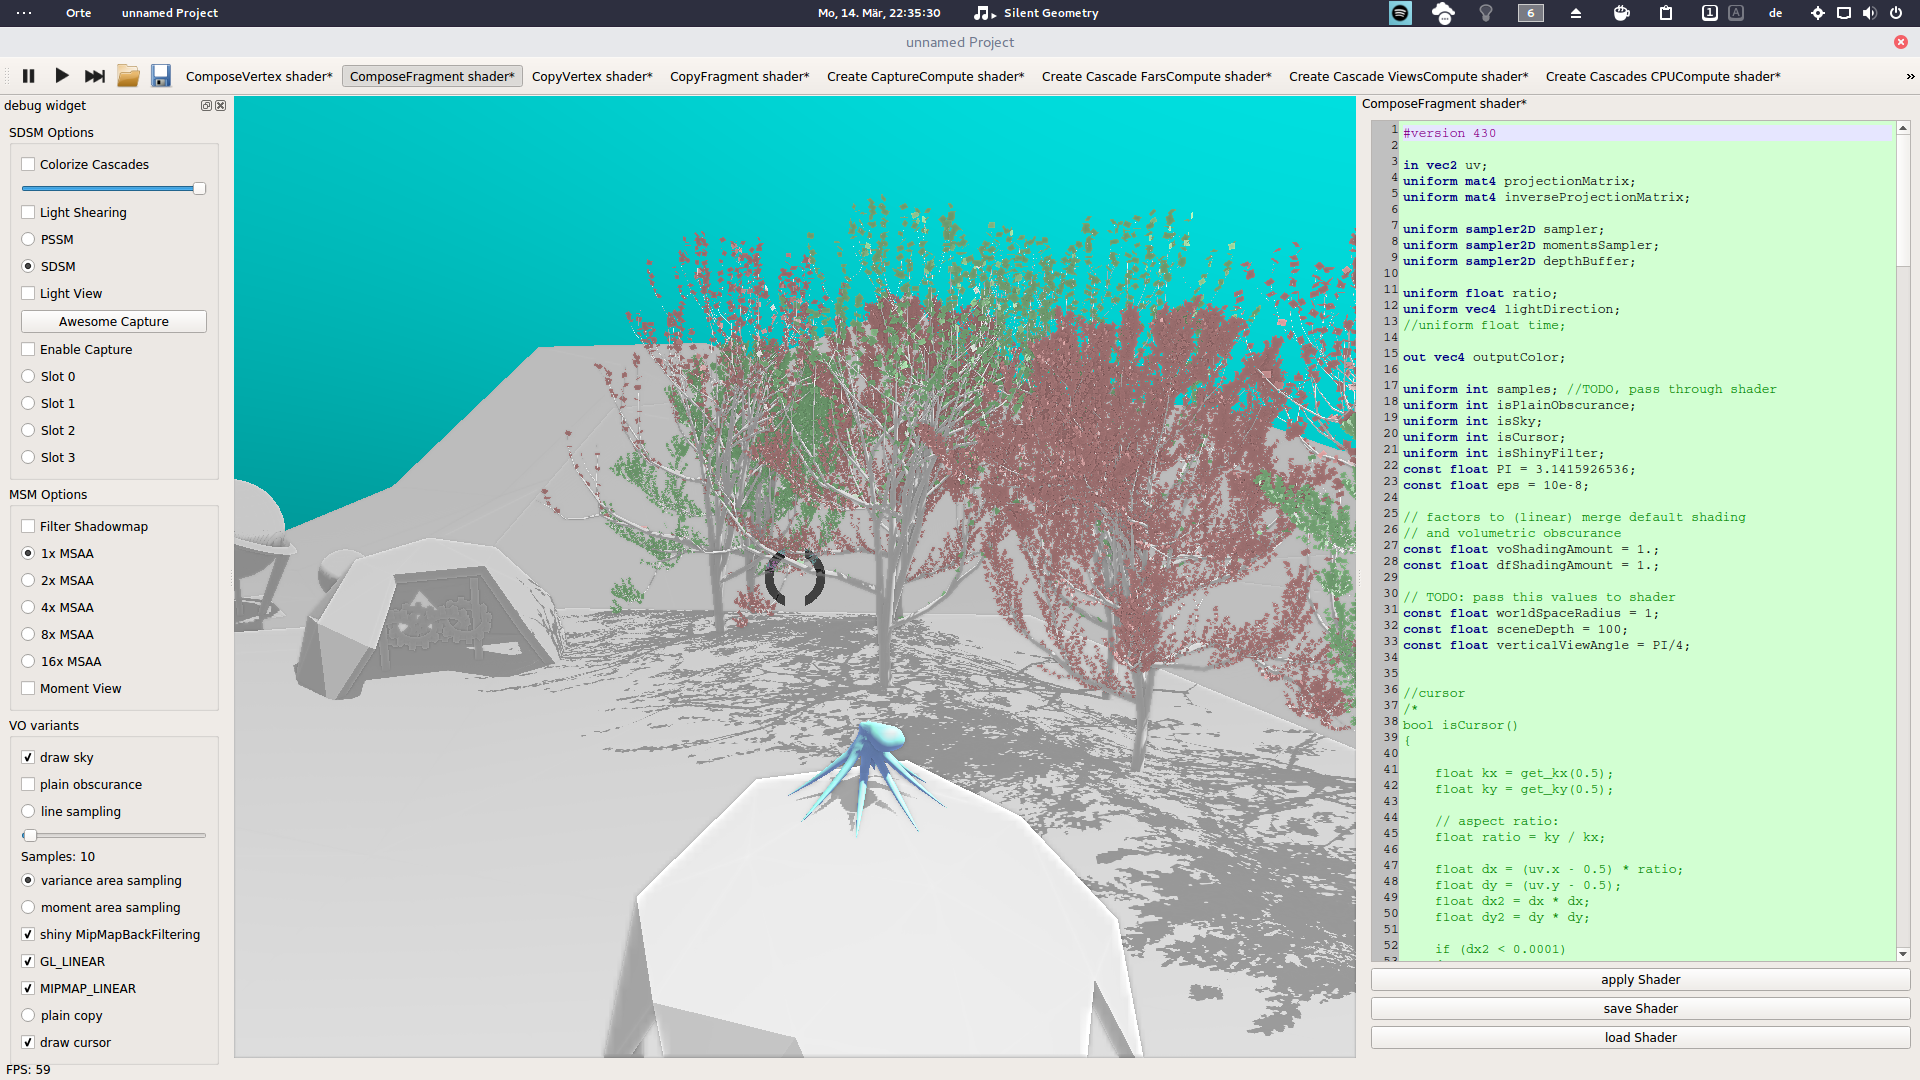 ··· Orte unnamed Project Mo, 14. Mär, 22:35:30 Silent Geometry 6 1 A de
unnamed Project
ComposeVertex shader* ComposeFragment shader* CopyVertex shader* CopyFragment shader* Create CaptureCompute shader* Create Cascade FarsCompute shader* Create Cascade ViewsCompute shader* Create Cascades CPUCompute shader* »
debug widget
SDSM Options
Colorize Cascades
Light Shearing
PSSM
SDSM
Light View
Awesome Capture
Enable Capture
Slot 0
Slot 1
Slot 2
Slot 3
MSM Options
Filter Shadowmap
1x MSAA
2x MSAA
4x MSAA
8x MSAA
16x MSAA
Moment View
VO variants
draw sky
plain obscurance
line sampling
Samples: 10
variance area sampling
moment area sampling
shiny MipMapBackFiltering
GL_LINEAR
MIPMAP_LINEAR
plain copy
draw cursor
FPS: 59
ComposeFragment shader*
1 #version 430
2
3 in vec2 uv;
4 uniform mat4 projectionMatrix;
5 uniform mat4 inverseProjectionMatrix;
6
7 uniform sampler2D sampler;
8 uniform sampler2D momentsSampler;
9 uniform sampler2D depthBuffer;
10
11 uniform float ratio;
12 uniform vec4 lightDirection;
13 //uniform float time;
14
15 out vec4 outputColor;
16
17 uniform int samples; //TODO, pass through shader
18 uniform int isPlainObscurance;
19 uniform int isSky;
20 uniform int isCursor;
21 uniform int isShinyFilter;
22 const float PI = 3.1415926536;
23 const float eps = 10e-8;
24
25 // factors to (linear) merge default shading
26 // and volumetric obscurance
27 const float voShadingAmount = 1.;
28 const float dfShadingAmount = 1.;
29
30 // TODO: pass this values to shader
31 const float worldSpaceRadius = 1;
32 const float sceneDepth = 100;
33 const float verticalViewAngle = PI/4;
34
35
36 //cursor
37 /*
38 bool isCursor()
39 {
40
41 float kx = get_kx(0.5);
42 float ky = get_ky(0.5);
43
44 // aspect ratio:
45 float ratio = ky / kx;
46
47 float dx = (uv.x - 0.5) * ratio;
48 float dy = (uv.y - 0.5);
49 float dx2 = dx * dx;
50 float dy2 = dy * dy;
51
52 if (dx2 < 0.0001)
53
apply Shader
save Shader
load Shader